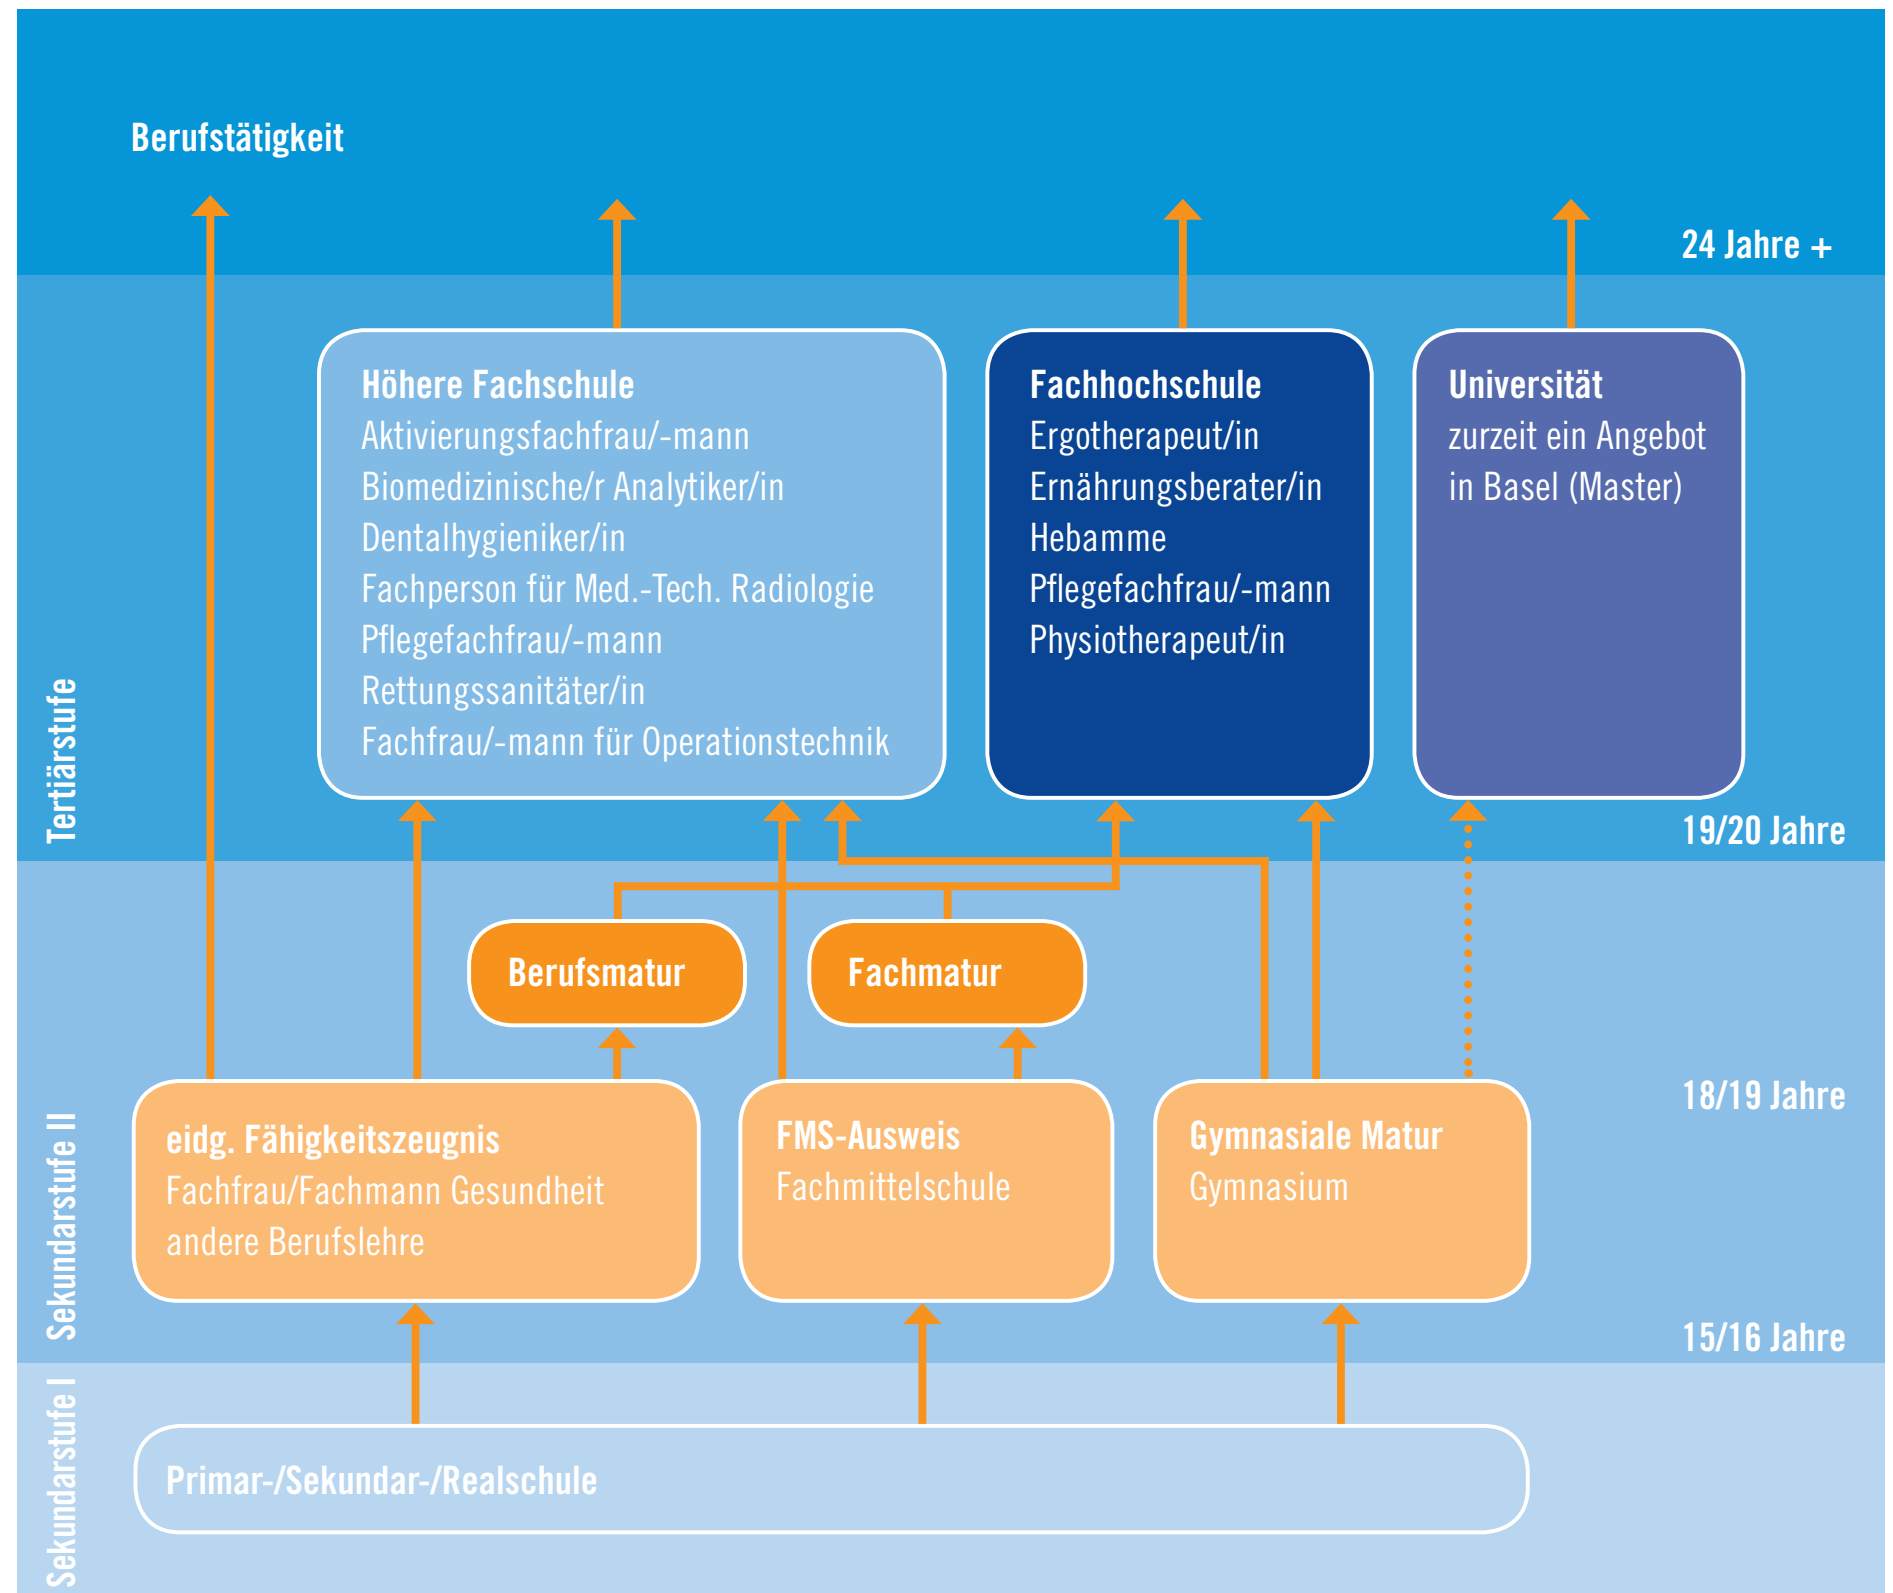 Berufstätigkeit
24 Jahre +
Höhere Fachschule
Aktivierungsfachfrau/-mann
Biomedizinische/r Analytiker/in
Dentalhygieniker/in
Fachperson für Med.-Tech. Radiologie
Pflegefachfrau/-mann
Rettungssanitäter/in
Fachfrau/-mann für Operationstechnik
Fachhochschule
Ergotherapeut/in
Ernährungsberater/in
Hebamme
Pflegefachfrau/-mann
Physiotherapeut/in
Universität
zurzeit ein Angebot
in Basel (Master)
Tertiärstufe
19/20 Jahre
Berufsmatur
Fachmatur
18/19 Jahre
eidg. Fähigkeitszeugnis
Fachfrau/Fachmann Gesundheit
andere Berufslehre
FMS-Ausweis
Fachmittelschule
Gymnasiale Matur
Gymnasium
Sekundarstufe II
15/16 Jahre
Primar-/Sekundar-/Realschule
Sekundarstufe I